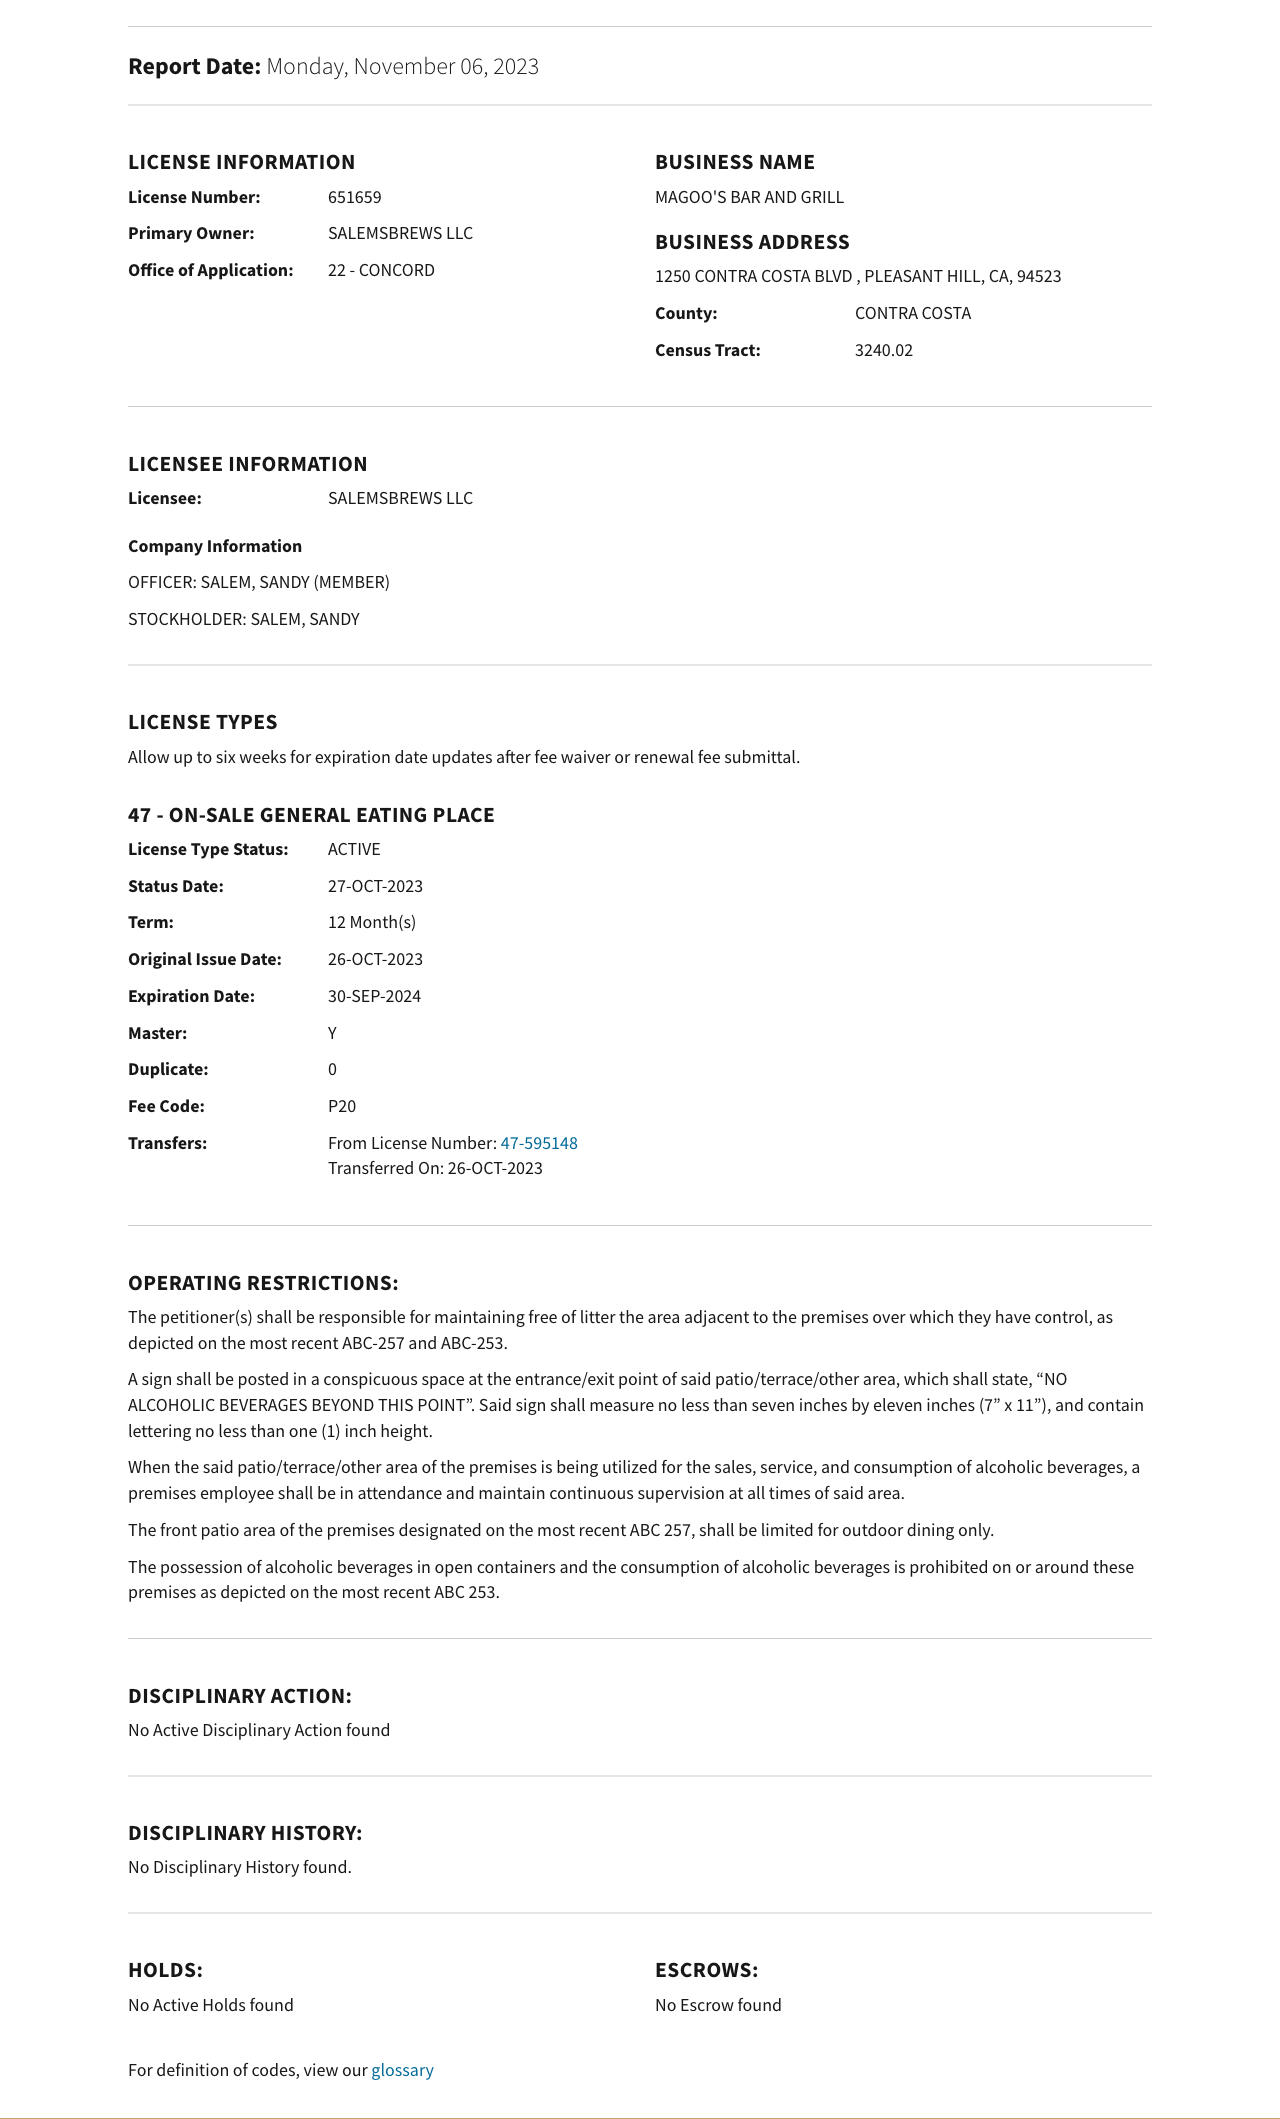 Report Date: Monday, November 06, 2023
LICENSE INFORMATION
License Number: 651659
Primary Owner: SALEMSBREWS LLC
Office of Application: 22 - CONCORD
BUSINESS NAME
MAGOO'S BAR AND GRILL
BUSINESS ADDRESS
1250 CONTRA COSTA BLVD , PLEASANT HILL, CA, 94523
County: CONTRA COSTA
Census Tract: 3240.02
LICENSEE INFORMATION
Licensee: SALEMSBREWS LLC
Company Information
OFFICER: SALEM, SANDY (MEMBER)
STOCKHOLDER: SALEM, SANDY
LICENSE TYPES
Allow up to six weeks for expiration date updates after fee waiver or renewal fee submittal.
47 - ON-SALE GENERAL EATING PLACE
License Type Status: ACTIVE
Status Date: 27-OCT-2023
Term: 12 Month(s)
Original Issue Date: 26-OCT-2023
Expiration Date: 30-SEP-2024
Master: Y
Duplicate: 0
Fee Code: P20
Transfers: From License Number: 47-595148
Transferred On: 26-OCT-2023
OPERATING RESTRICTIONS:
The petitioner(s) shall be responsible for maintaining free of litter the area adjacent to the premises over which they have control, as
depicted on the most recent ABC-257 and ABC-253.
A sign shall be posted in a conspicuous space at the entrance/exit point of said patio/terrace/other area, which shall state, “NO
ALCOHOLIC BEVERAGES BEYOND THIS POINT”. Said sign shall measure no less than seven inches by eleven inches (7” x 11”), and contain
lettering no less than one (1) inch height.
When the said patio/terrace/other area of the premises is being utilized for the sales, service, and consumption of alcoholic beverages, a
premises employee shall be in attendance and maintain continuous supervision at all times of said area.
The front patio area of the premises designated on the most recent ABC 257, shall be limited for outdoor dining only.
The possession of alcoholic beverages in open containers and the consumption of alcoholic beverages is prohibited on or around these
premises as depicted on the most recent ABC 253.
DISCIPLINARY ACTION:
No Active Disciplinary Action found
DISCIPLINARY HISTORY:
No Disciplinary History found.
HOLDS:
No Active Holds found
ESCROWS:
No Escrow found
For definition of codes, view our glossary